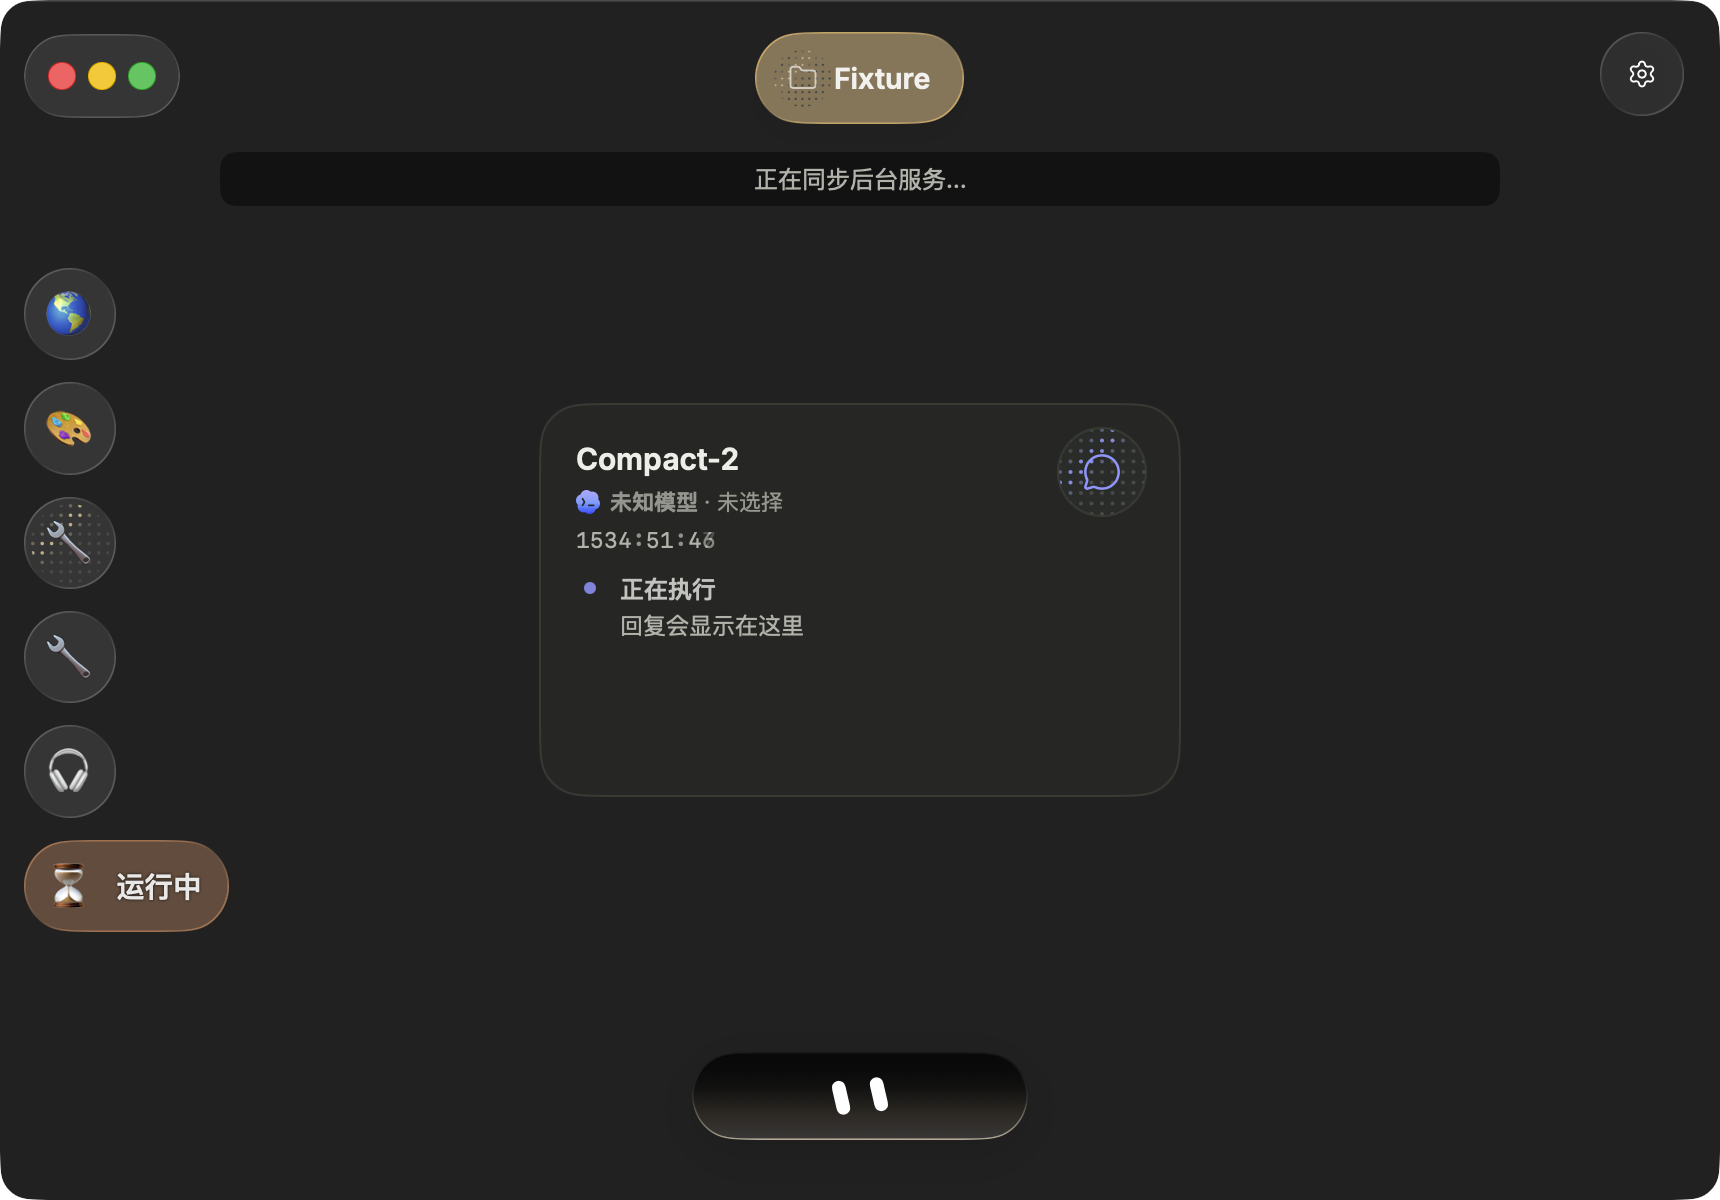 Fixture
正在同步后台服务...
Compact-2
未知模型 · 未选择
1534:51:4
正在执行
回复会显示在这里
运行中